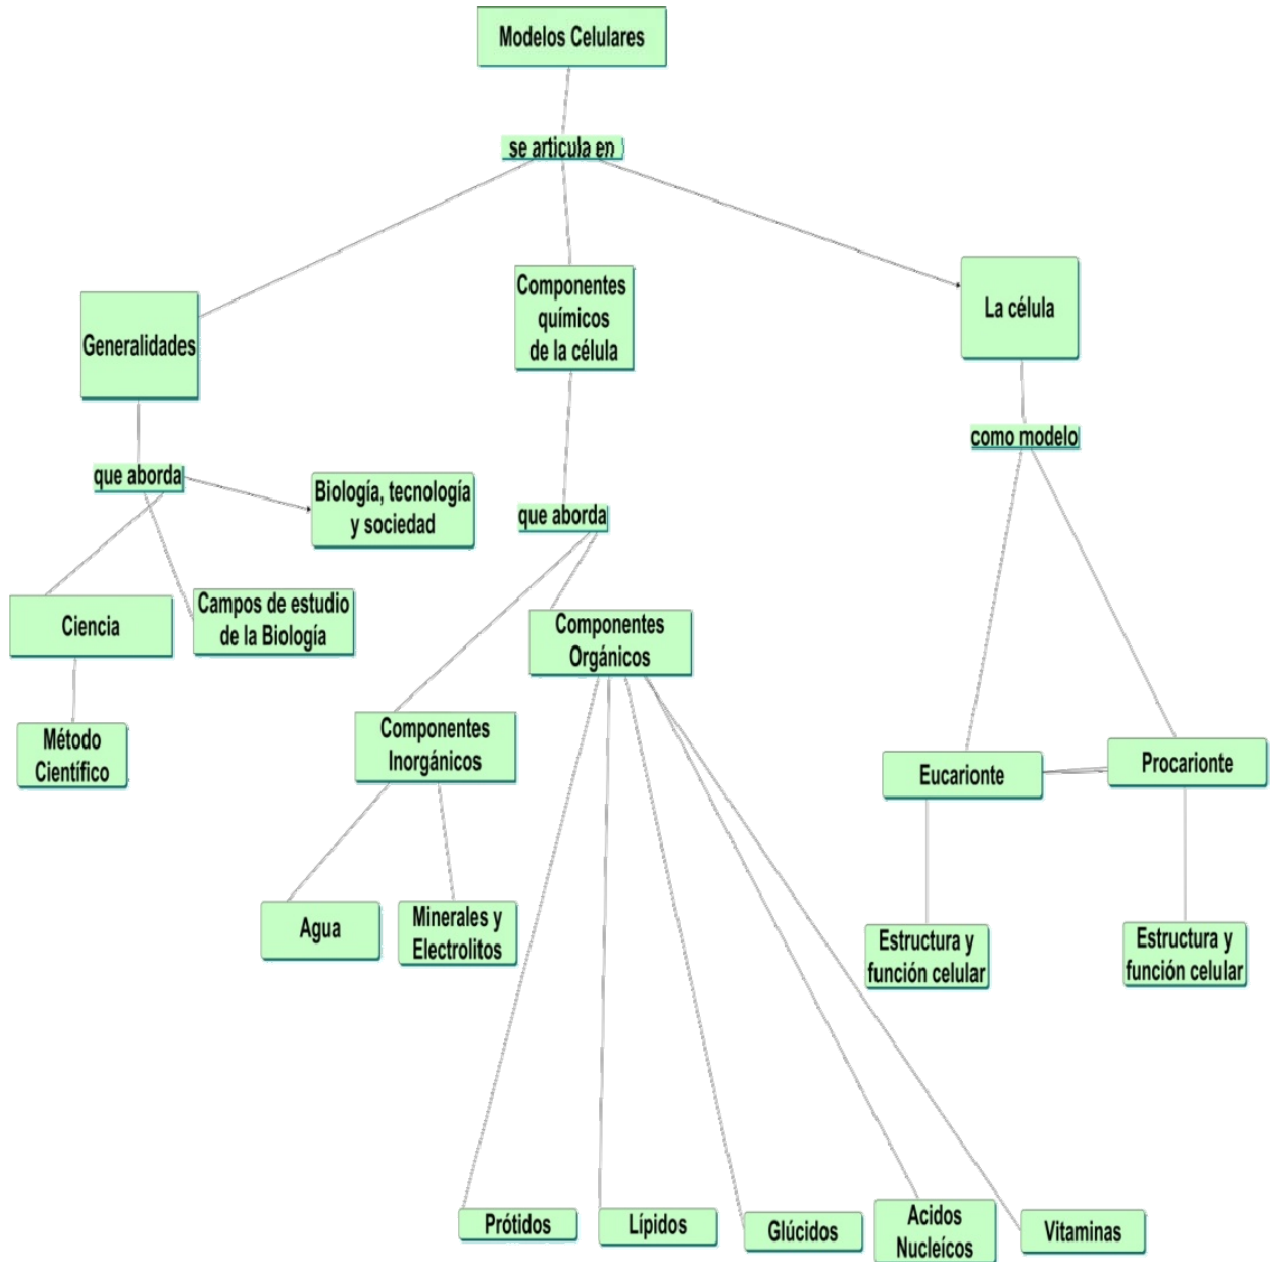 Modelos Celulares
se articula en
Componentes
químicos
de la célula
La célula
Generalidades
como modelo
que aborda
Biología, tecnología
y sociedad
que aborda
Ciencia
Campos de estudio
de la Biología
Componentes
Orgánicos
Método
Científico
Componentes
Inorgánicos
Eucarionte
Procarionte
Agua
Minerales y
Electrolitos
Estructura y
función celular
Estructura y
función celular
Prótidos
Lípidos
Glúcidos
Acidos
Nucleícos
Vitaminas